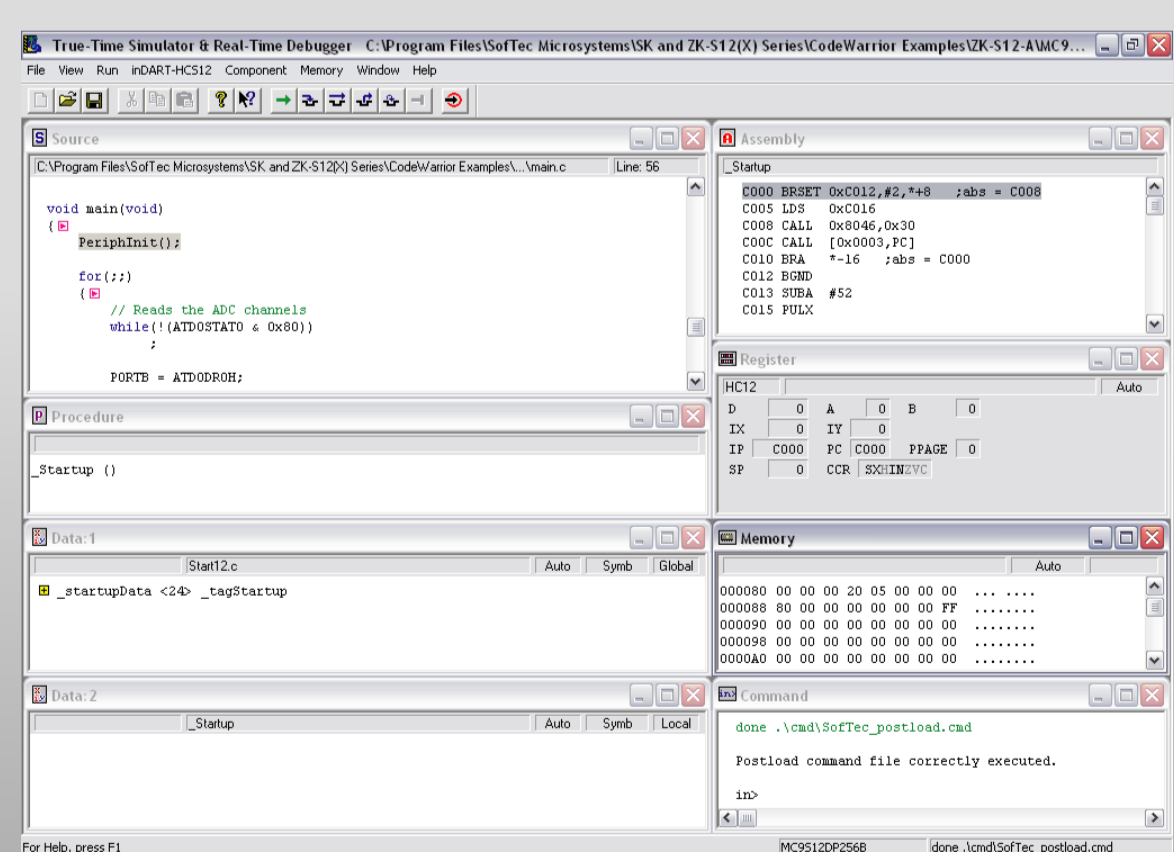 True-Time Simulator & Real-Time Debugger C:\Program Files\SofTec Microsystems\SK and ZK-S12(X) Series\CodeWarrior Examples\ZK-S12-A\MC9...
File View Run inDART-HCS12 Component Memory Window Help
Source
C:\Program Files\SofTec Microsystems\SK and ZK-S12(X) Series\CodeWarrior Examples\...\main.c Line: 56
void main(void)
{
PeriphInit();
for(;;)
{
// Reads the ADC channels
while(!(ATD0STAT0 & 0x80))
;
PORTB = ATD0DR0H;
Assembly
_Startup
C000 BRSET 0xC012,#2,*+8 ;abs = C008
C005 LDS 0xC016
C008 CALL 0x8046,0x30
C00C CALL [0x0003,PC]
C010 BRA *-16 ;abs = C000
C012 BGND
C013 SUBA #52
C015 PULX
Register
HC12 Auto
D 0 A 0 B 0
IX 0 IY 0
IP C000 PC C000 PPAGE 0
SP 0 CCR SXHINZVC
Procedure
_Startup ()
Data:1
Start12.c Auto Symb Global
_startupData <24> _tagStartup
Memory
Auto
000080 00 00 00 20 05 00 00 00 ... ....
000088 80 00 00 00 00 00 00 FF ........
000090 00 00 00 00 00 00 00 00 ........
000098 00 00 00 00 00 00 00 00 ........
0000A0 00 00 00 00 00 00 00 00 ........
Data:2
_Startup Auto Symb Local
Command
done .\cmd\SofTec_postload.cmd
Postload command file correctly executed.
in>
For Help, press F1 MC9S12DP256B done .\cmd\SofTec_postload.cmd